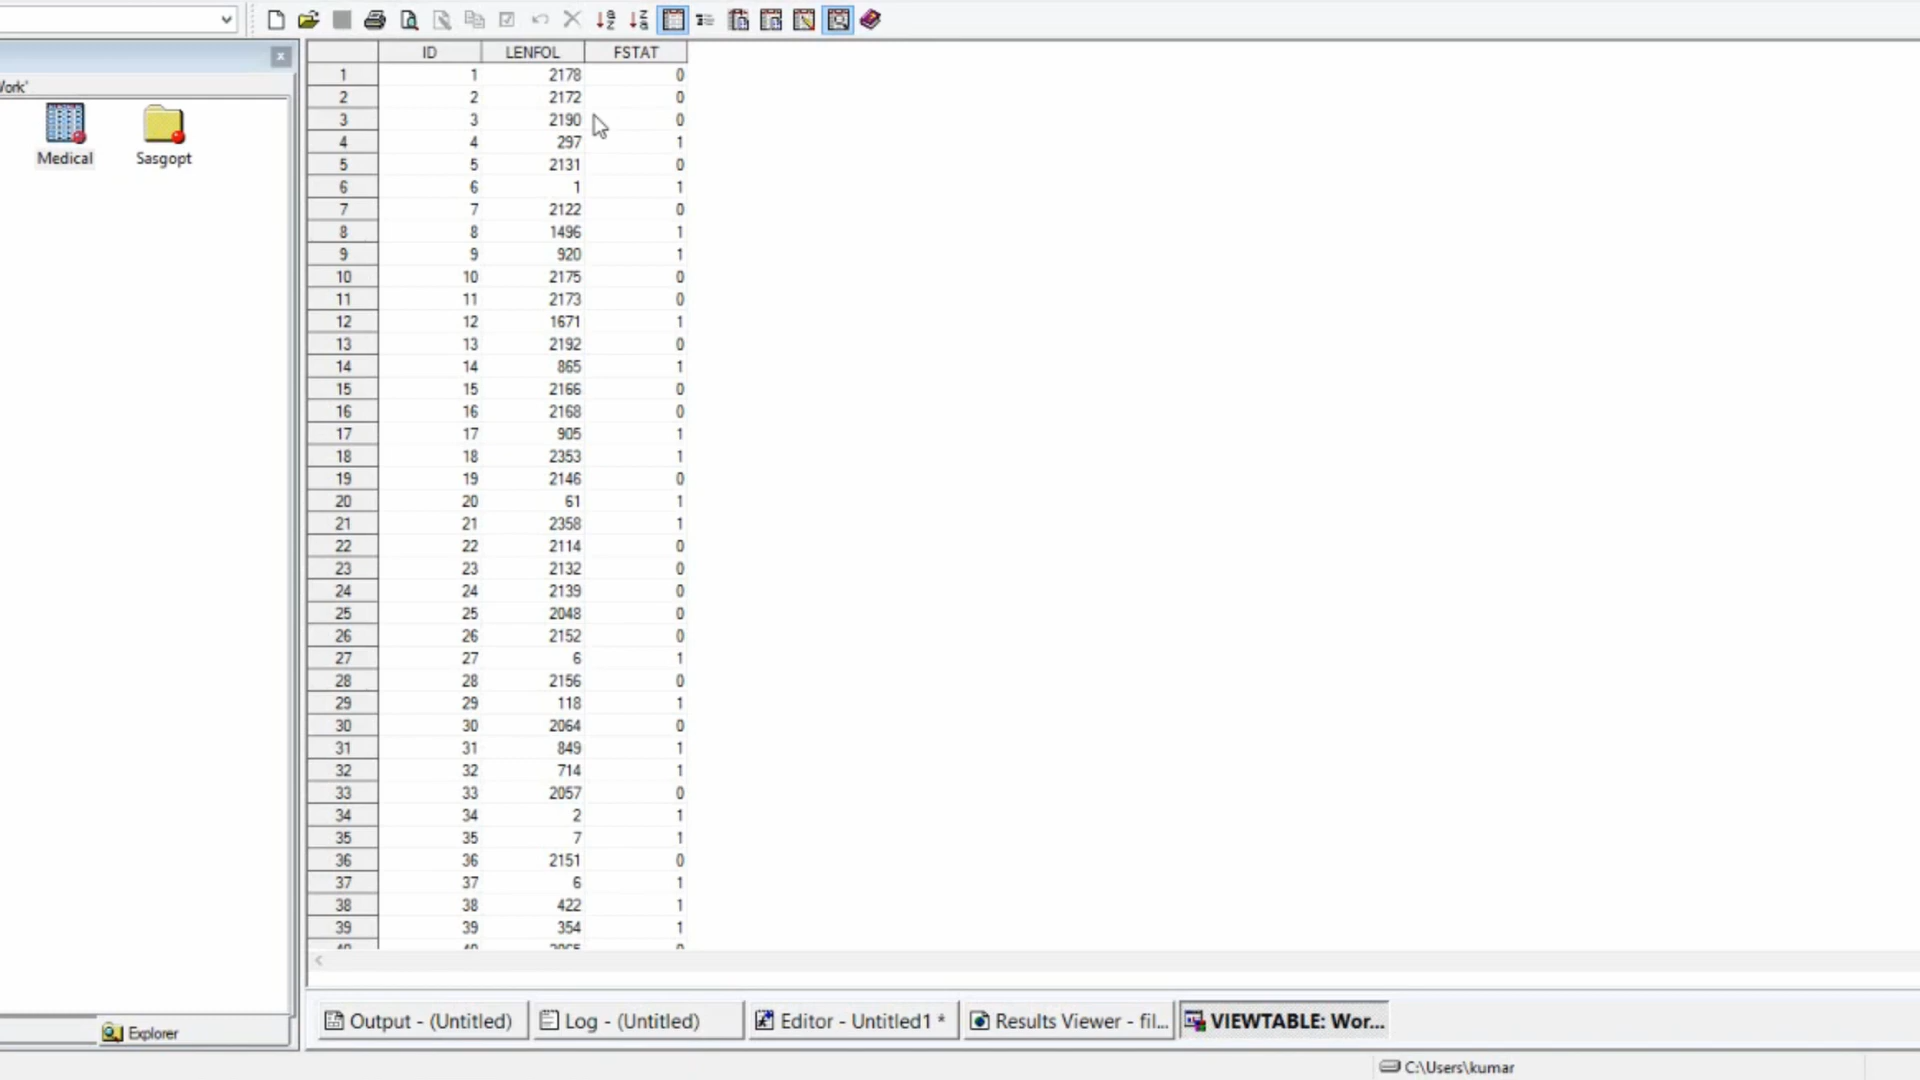 ID LENFOL FSTAT
Work'
Medical Sasgopt
1 1 2178 0
2 2 2172 0
3 3 2190 0
4 4 297 1
5 5 2131 0
6 6 1 1
7 7 2122 0
8 8 1496 1
9 9 920 1
10 10 2175 0
11 11 2173 0
12 12 1671 1
13 13 2192 0
14 14 865 1
15 15 2166 0
16 16 2168 0
17 17 905 1
18 18 2353 1
19 19 2146 0
20 20 61 1
21 21 2358 1
22 22 2114 0
23 23 2132 0
24 24 2139 0
25 25 2048 0
26 26 2152 0
27 27 6 1
28 28 2156 0
29 29 118 1
30 30 2064 0
31 31 849 1
32 32 714 1
33 33 2057 0
34 34 2 1
35 35 7 1
36 36 2151 0
37 37 6 1
38 38 422 1
39 39 354 1
Explorer
Output - (Untitled) Log - (Untitled) Editor - Untitled1 * Results Viewer - fil... VIEWTABLE: Wor...
C:\Users\kumar